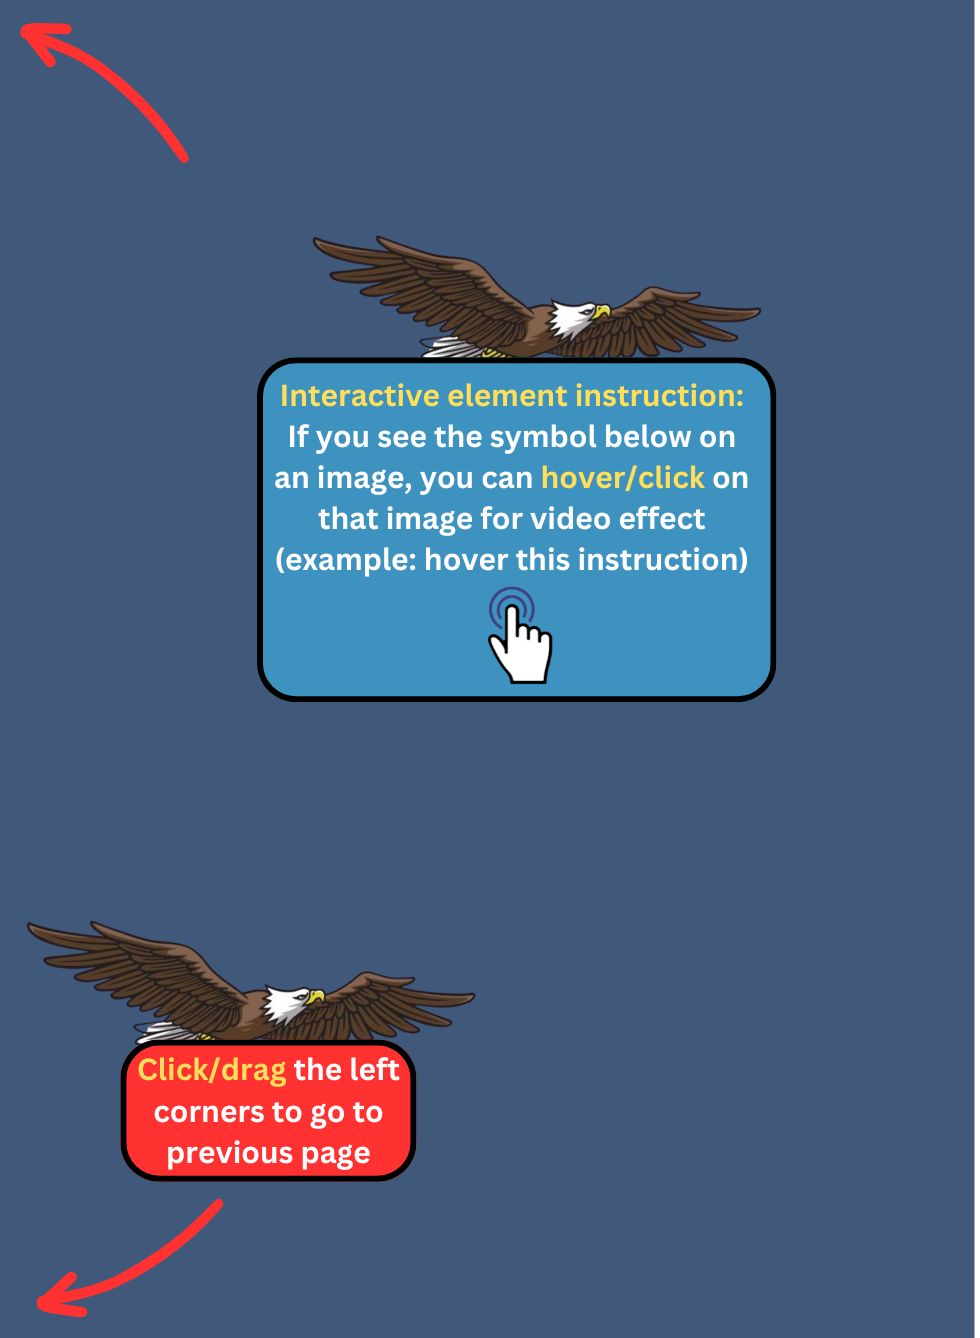 Interactive element instruction:
If you see the symbol below on
an image, you can hover/click on
that image for video effect
(example: hover this instruction)
Click/drag the left
corners to go to
previous page